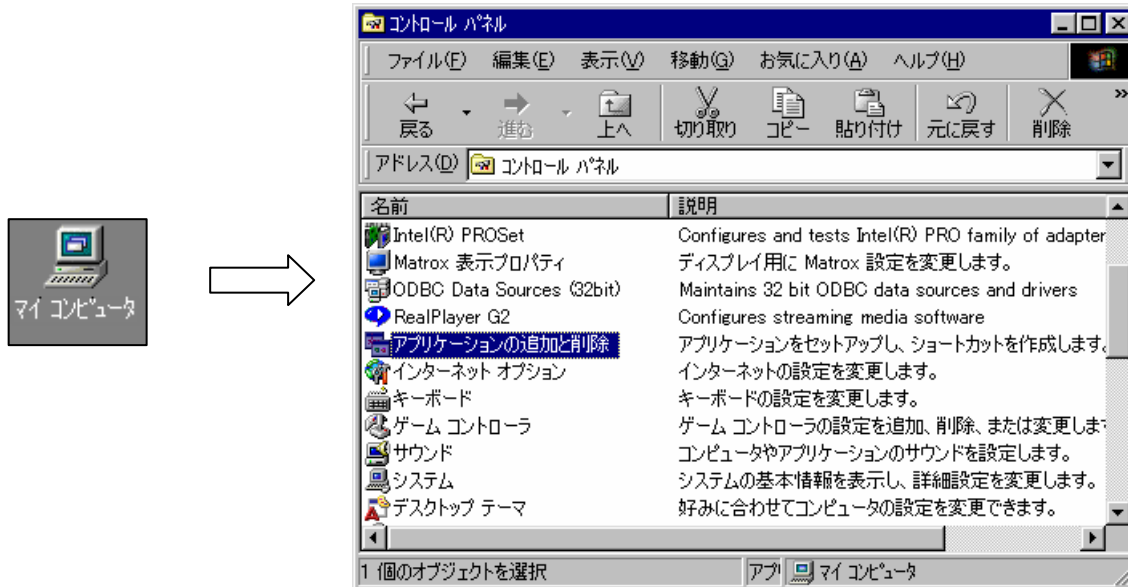 マイ コンピュータ
コントロール パネル
ファイル(F) 編集(E) 表示(V) 移動(G) お気に入り(A) ヘルプ(H)
戻る 進む 上へ 切り取り コピー 貼り付け 元に戻す 削除 »
アドレス(D) コントロール パネル
名前 説明
Intel(R) PROSet Configures and tests Intel(R) PRO family of adapter
Matrox 表示プロパティ ディスプレイ用に Matrox 設定を変更します。
ODBC Data Sources (32bit) Maintains 32 bit ODBC data sources and drivers
RealPlayer G2 Configures streaming media software
アプリケーションの追加と削除 アプリケーションをセットアップし、ショートカットを作成します。
インターネット オプション インターネットの設定を変更します。
キーボード キーボードの設定を変更します。
ゲーム コントローラ ゲーム コントローラの設定を追加、削除、または変更しま
サウンド コンピュータやアプリケーションのサウンドを設定します。
システム システムの基本情報を表示し、詳細設定を変更します。
デスクトップ テーマ 好みに合わせてコンピュータの設定を変更できます。
1 個のオブジェクトを選択 アプリ マイ コンピュータ